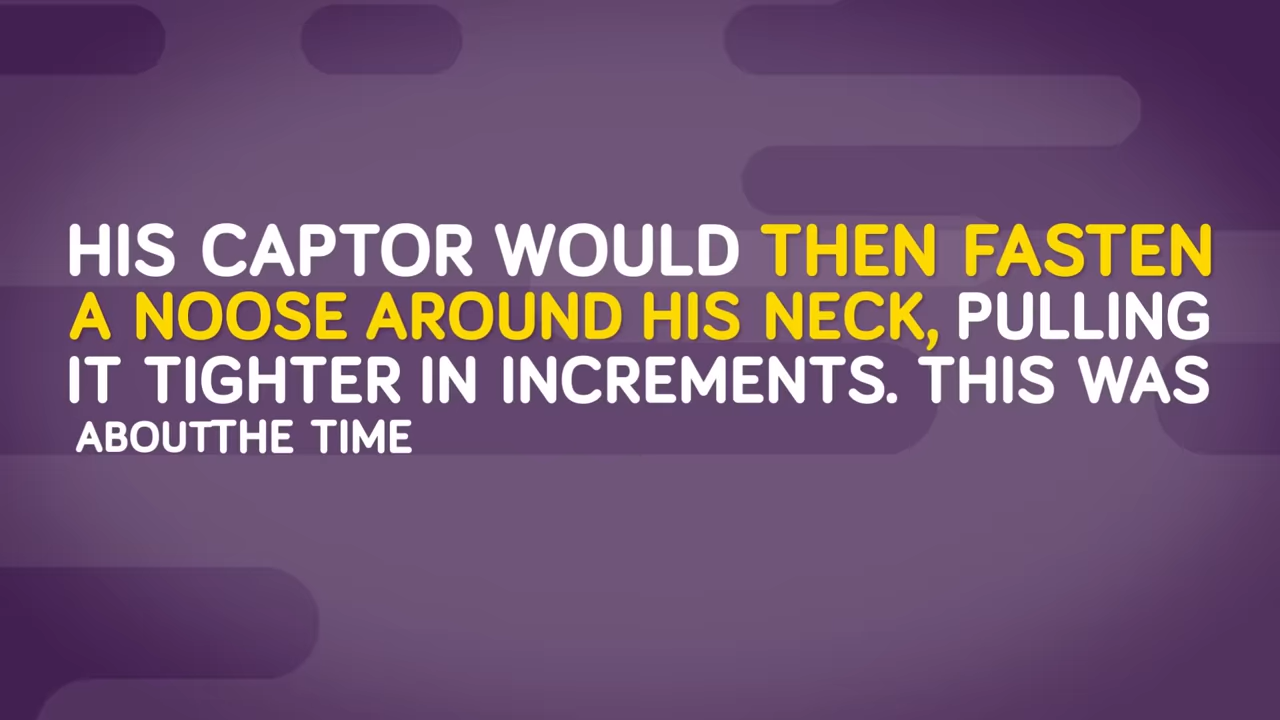 HIS CAPTOR WOULD THEN FASTEN
A NOOSE AROUND HIS NECK, PULLING
IT TIGHTER IN INCREMENTS. THIS WAS
ABOUTTHE TIME